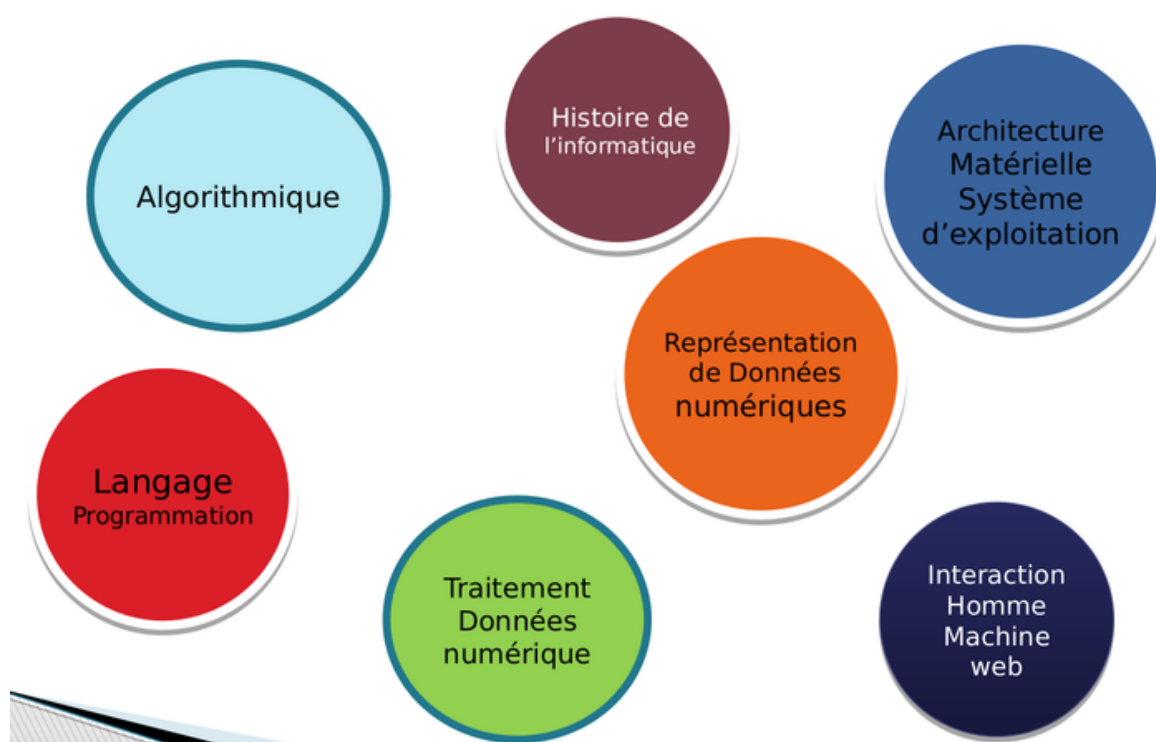 Algorithmique
Histoire de
l'informatique
Architecture
Matérielle
Système
d'exploitation
Représentation
de Données
numériques
Langage
Programmation
Traitement
Données
numérique
Interaction
Homme
Machine
web